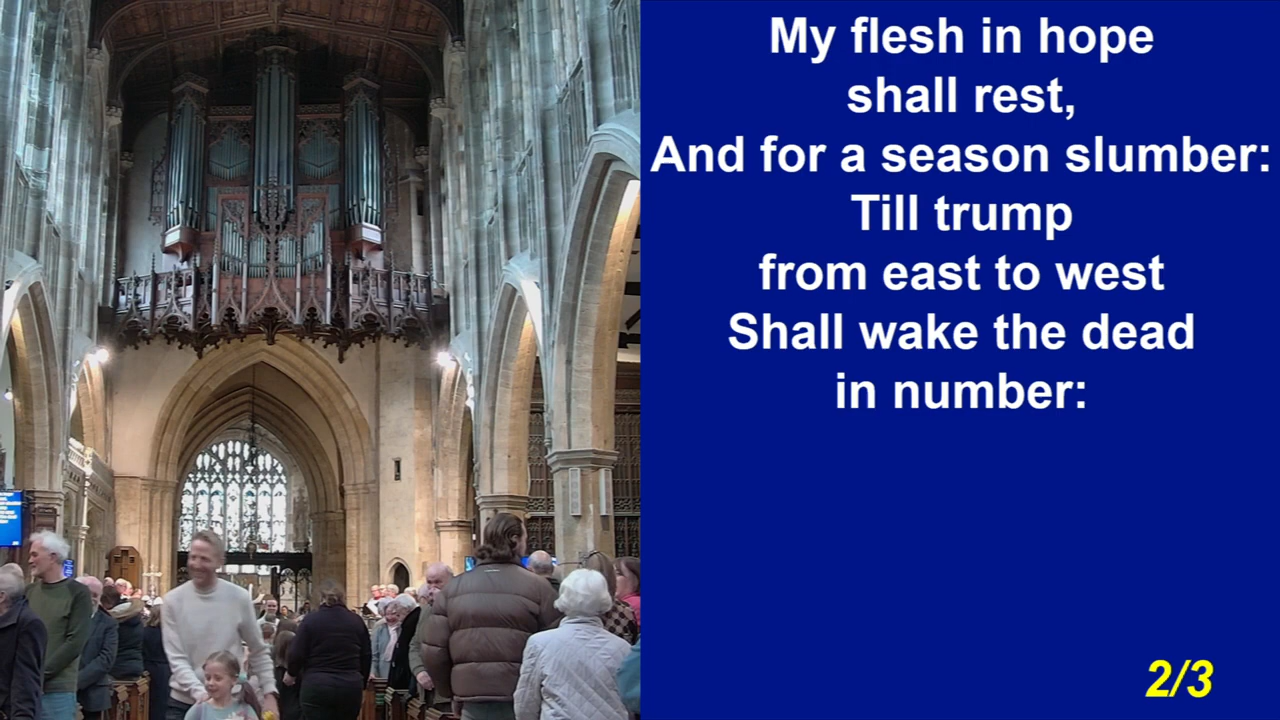 My flesh in hope
shall rest,
And for a season slumber:
Till trump
from east to west
Shall wake the dead
in number:
2/3